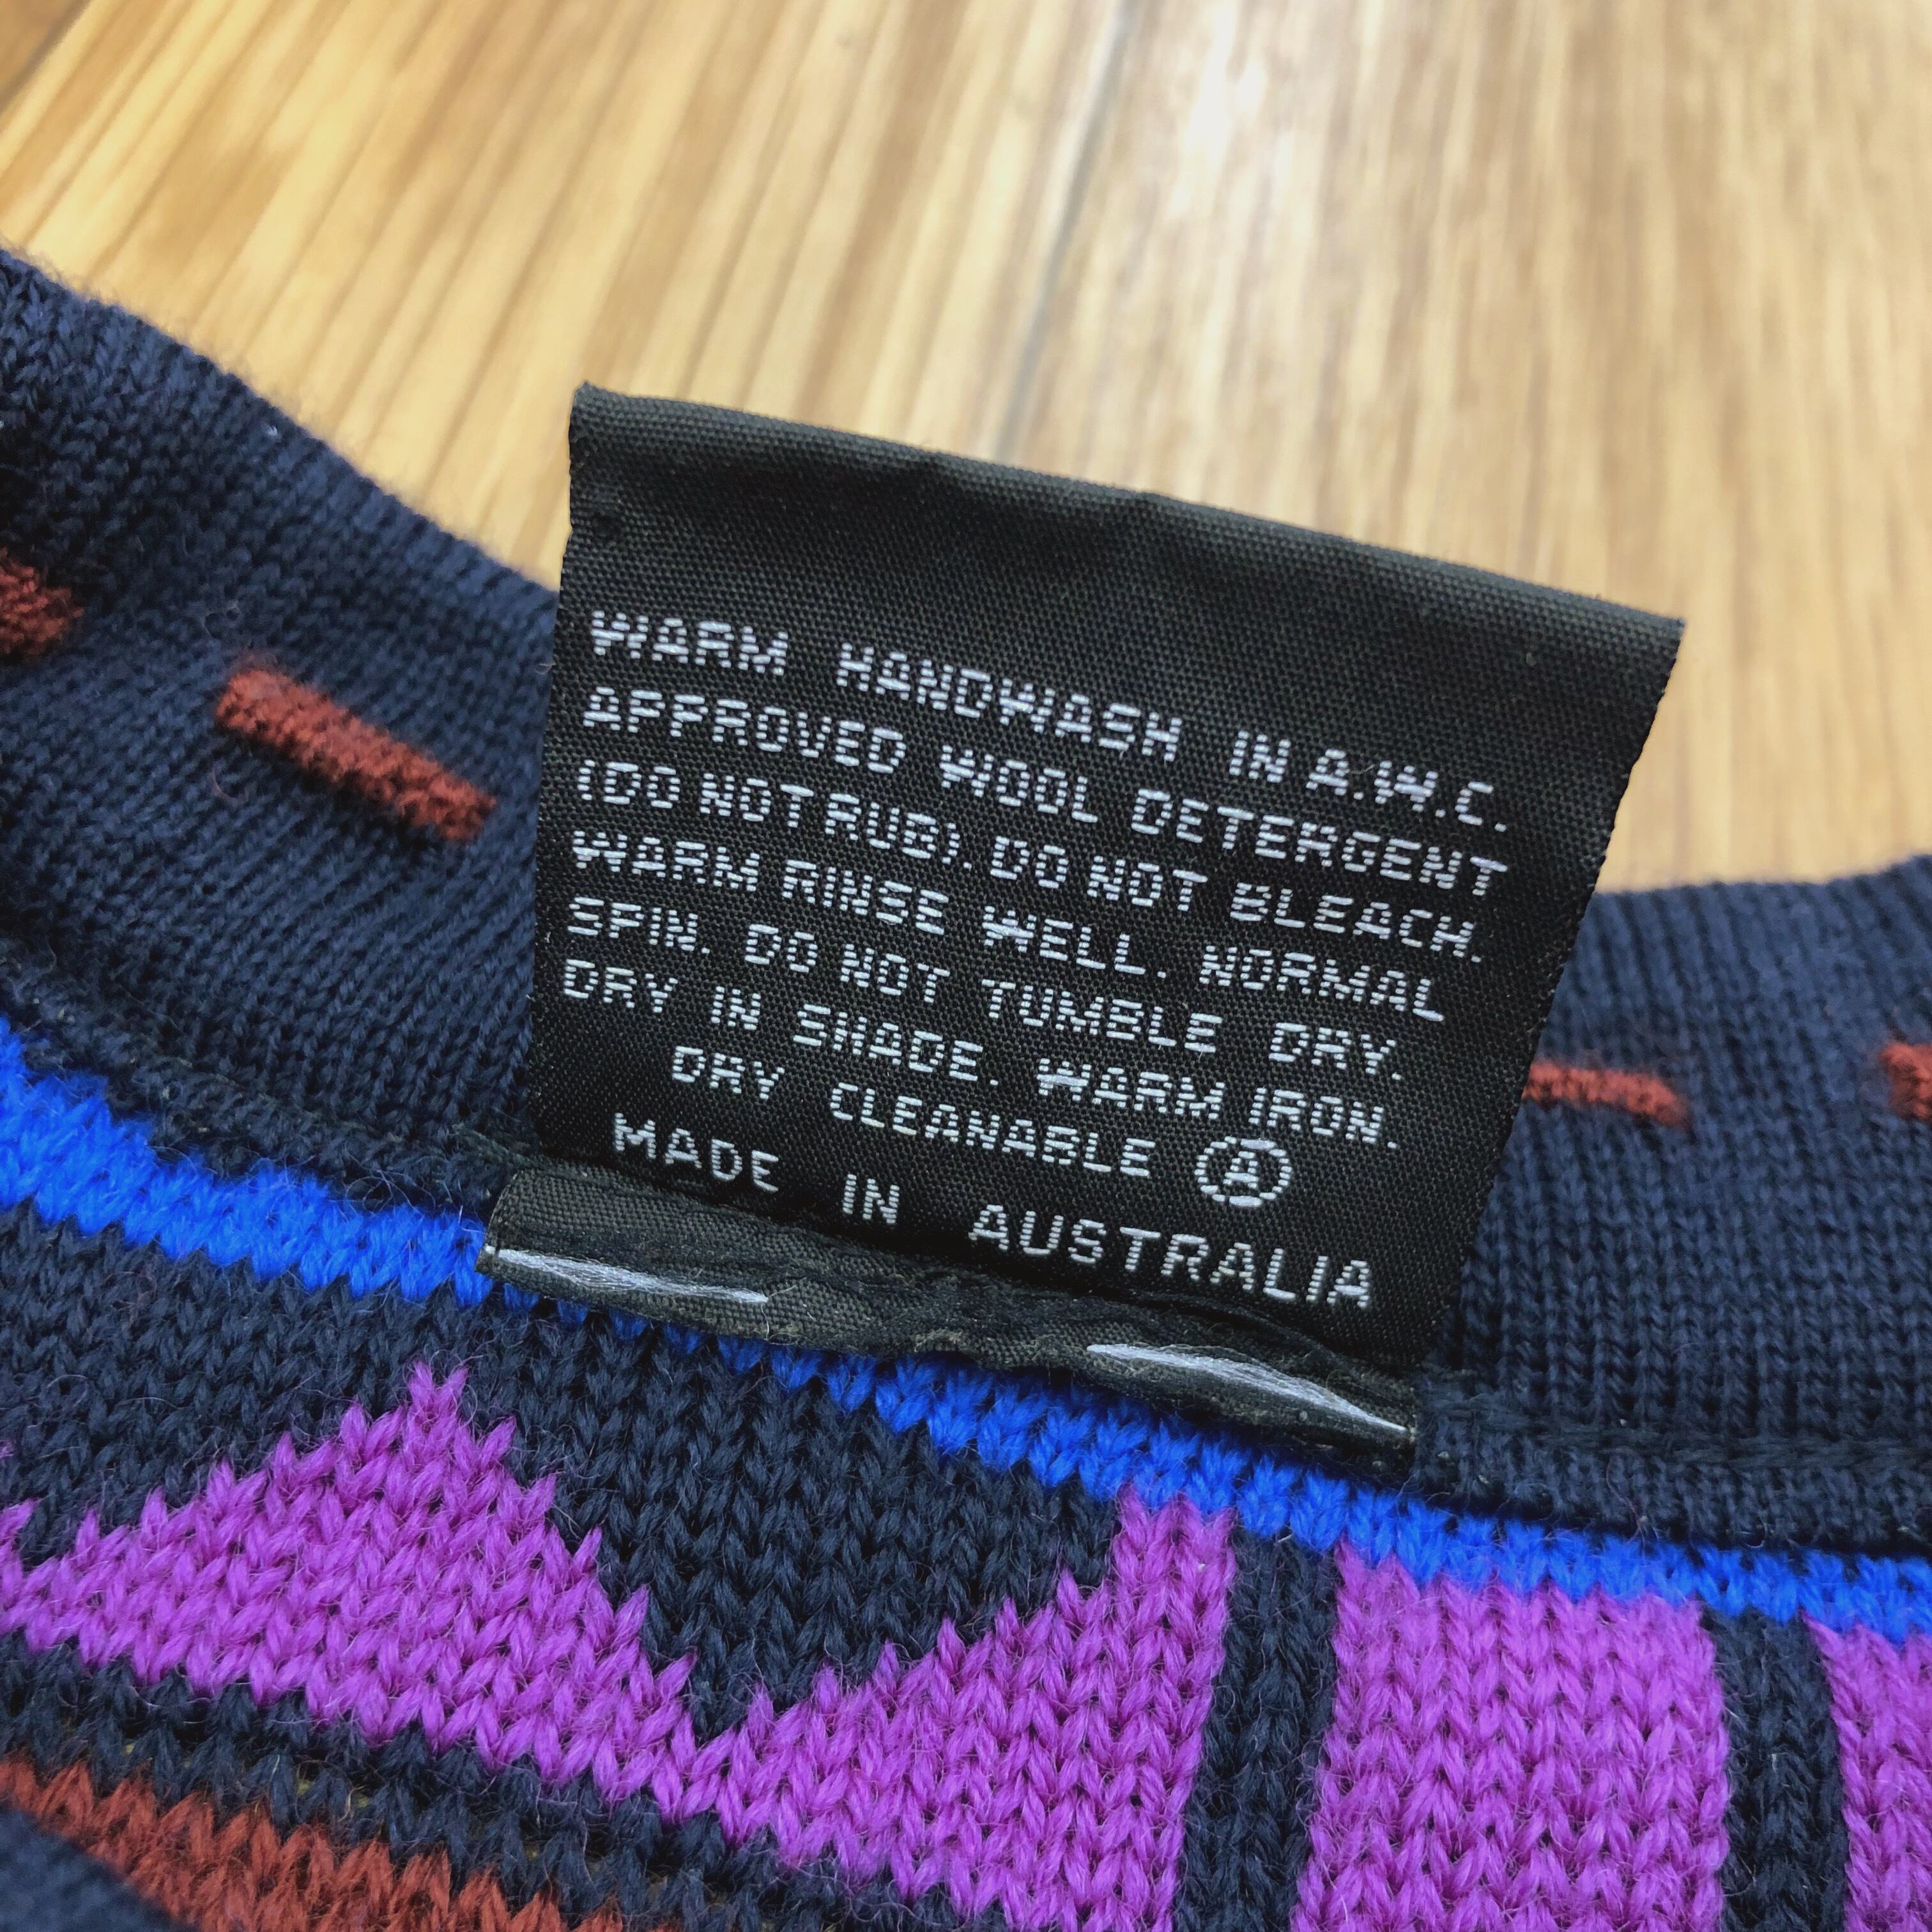 WARM HANDWASH IN A.W.C.
APPROVED WOOL DETERGENT
(DO NOT RUB). DO NOT BLEACH.
WARM RINSE WELL. NORMAL
SPIN. DO NOT TUMBLE DRY.
DRY IN SHADE. WARM IRON.
DRY CLEANABLE Ⓐ
MADE IN AUSTRALIA